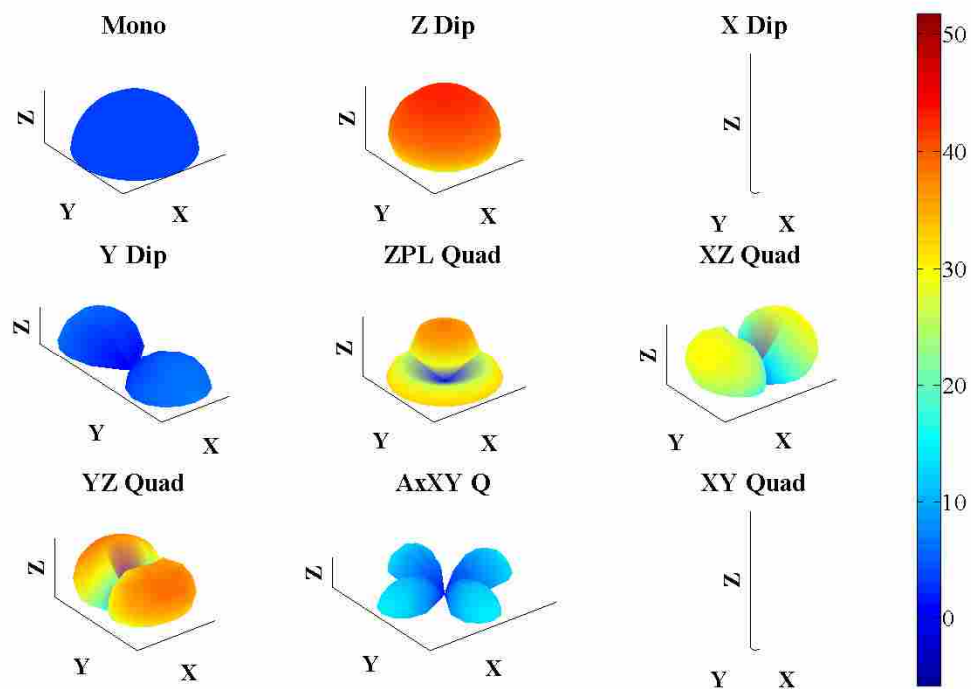 Mono
Z Dip
X Dip
Z
Y
X
Z
Y
X
Z
Y
X
Y Dip
ZPL Quad
XZ Quad
Z
Y
X
Z
Y
X
Z
Y
X
YZ Quad
AxXY Q
XY Quad
Z
Y
X
Z
Y
X
Z
Y
X
50
40
30
20
10
0